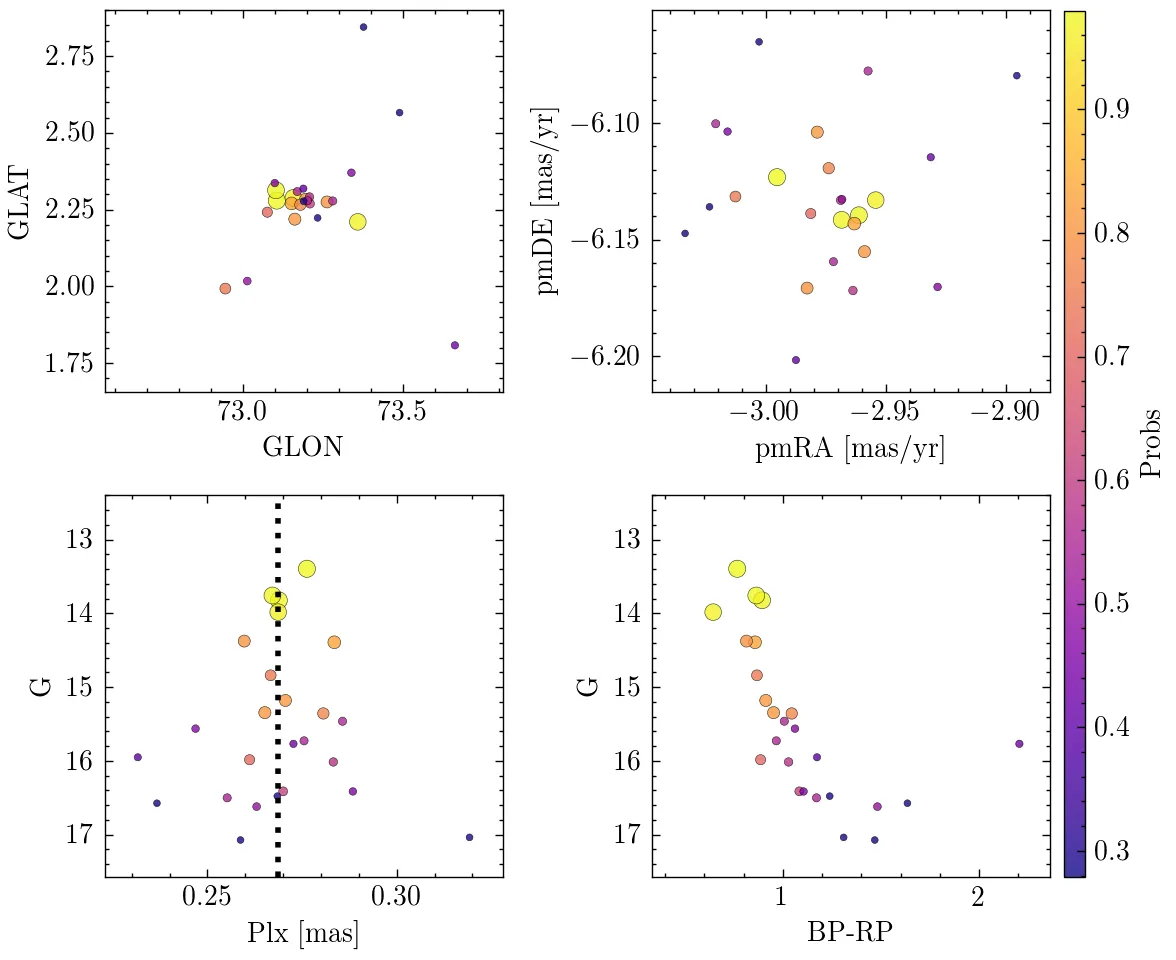 2.75
2.50
2.25
2.00
1.75
GLAT
73.0 73.5
GLON
−6.10
−6.15
−6.20
pmDE [mas/yr]
−3.00 −2.95 −2.90
pmRA [mas/yr]
0.9
0.8
0.7
0.6
0.5
0.4
0.3
Probs
13
14
15
16
17
G
0.25 0.30
Plx [mas]
13
14
15
16
17
G
1 2
BP-RP